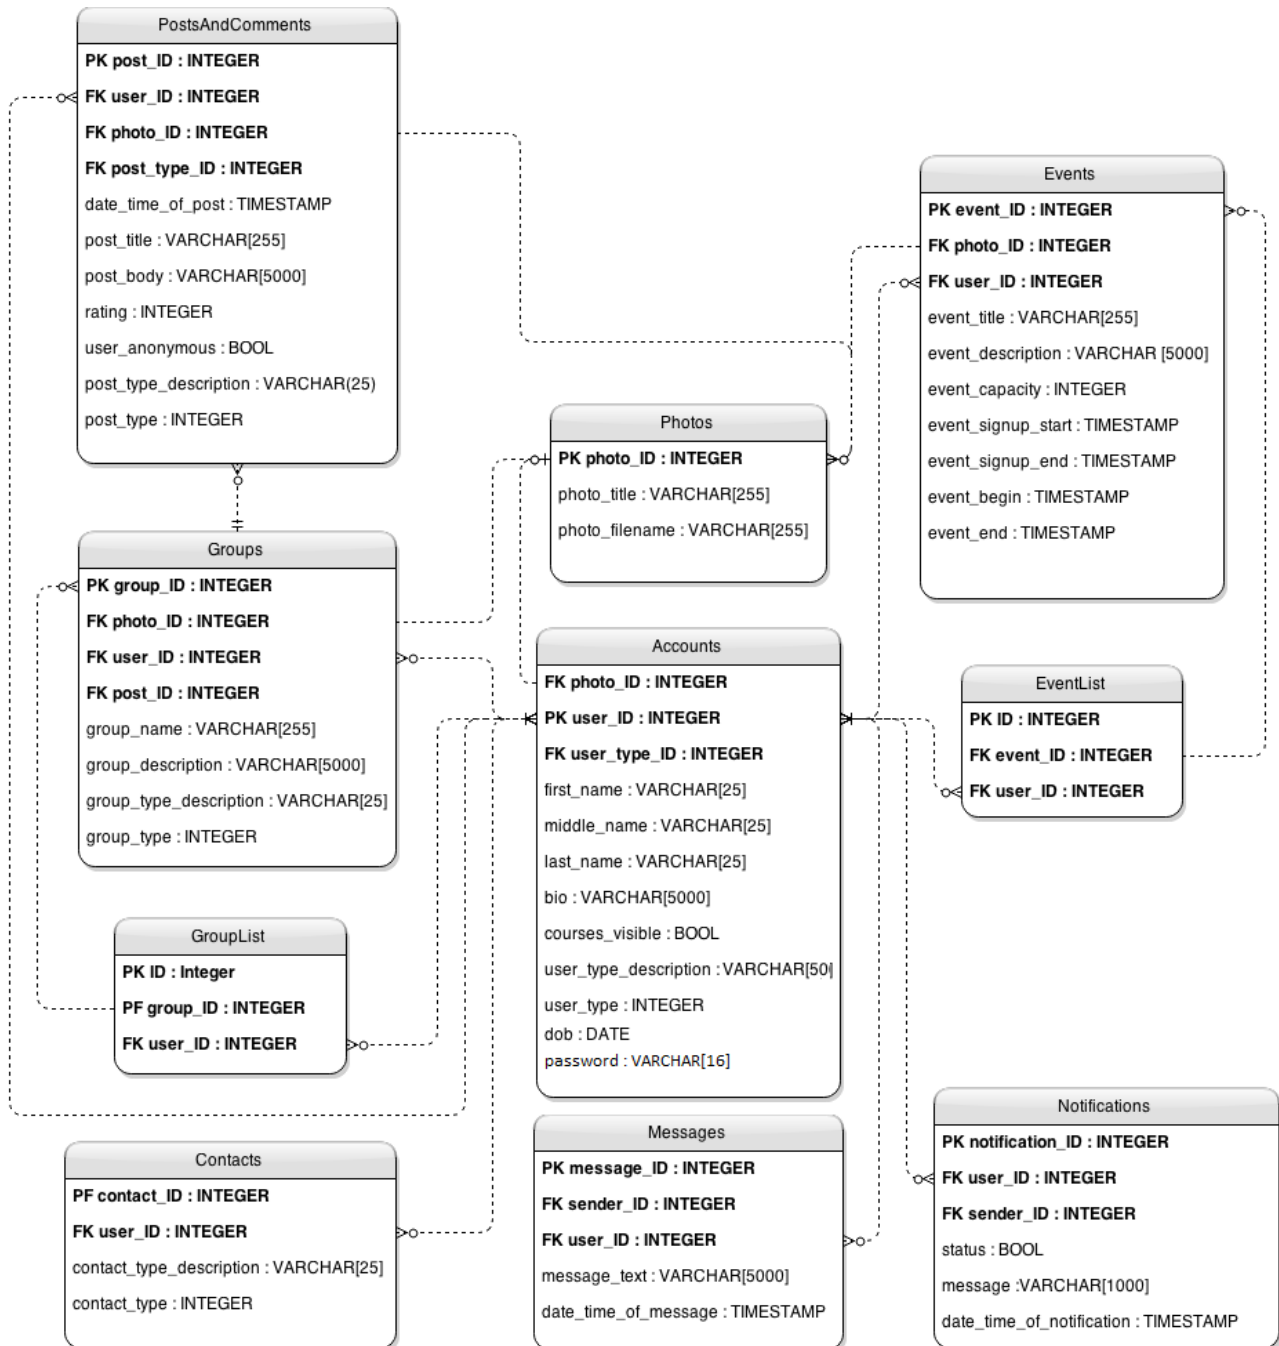 PostsAndComments
PK post_ID : INTEGER
FK user_ID : INTEGER
FK photo_ID : INTEGER
FK post_type_ID : INTEGER
date_time_of_post : TIMESTAMP
post_title : VARCHAR[255]
post_body : VARCHAR[5000]
rating : INTEGER
user_anonymous : BOOL
post_type_description : VARCHAR(25)
post_type : INTEGER
Events
PK event_ID : INTEGER
FK photo_ID : INTEGER
FK user_ID : INTEGER
event_title : VARCHAR[255]
event_description : VARCHAR [5000]
event_capacity : INTEGER
event_signup_start : TIMESTAMP
event_signup_end : TIMESTAMP
event_begin : TIMESTAMP
event_end : TIMESTAMP
Photos
PK photo_ID : INTEGER
photo_title : VARCHAR[255]
photo_filename : VARCHAR[255]
Groups
PK group_ID : INTEGER
FK photo_ID : INTEGER
FK user_ID : INTEGER
FK post_ID : INTEGER
group_name : VARCHAR[255]
group_description : VARCHAR[5000]
group_type_description : VARCHAR[25]
group_type : INTEGER
Accounts
FK photo_ID : INTEGER
PK user_ID : INTEGER
FK user_type_ID : INTEGER
first_name : VARCHAR[25]
middle_name : VARCHAR[25]
last_name : VARCHAR[25]
bio : VARCHAR[5000]
courses_visible : BOOL
user_type_description : VARCHAR[50
user_type : INTEGER
dob : DATE
password : VARCHAR[16]
EventList
PK ID : INTEGER
FK event_ID : INTEGER
FK user_ID : INTEGER
GroupList
PK ID : Integer
PF group_ID : INTEGER
FK user_ID : INTEGER
Contacts
PF contact_ID : INTEGER
FK user_ID : INTEGER
contact_type_description : VARCHAR[25]
contact_type : INTEGER
Messages
PK message_ID : INTEGER
FK sender_ID : INTEGER
FK user_ID : INTEGER
message_text : VARCHAR[5000]
date_time_of_message : TIMESTAMP
Notifications
PK notification_ID : INTEGER
FK user_ID : INTEGER
FK sender_ID : INTEGER
status : BOOL
message :VARCHAR[1000]
date_time_of_notification : TIMESTAMP